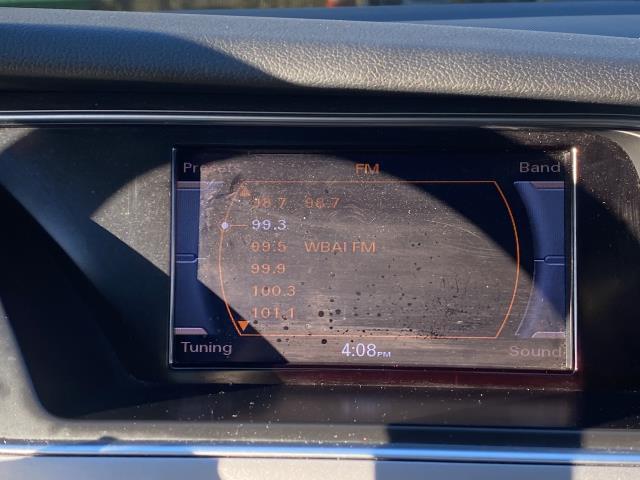 Preset FM Band
98.7 98.7
99.3
99.5 WBAI FM
99.9
100.3
101.1
Tuning 4:08PM Sound